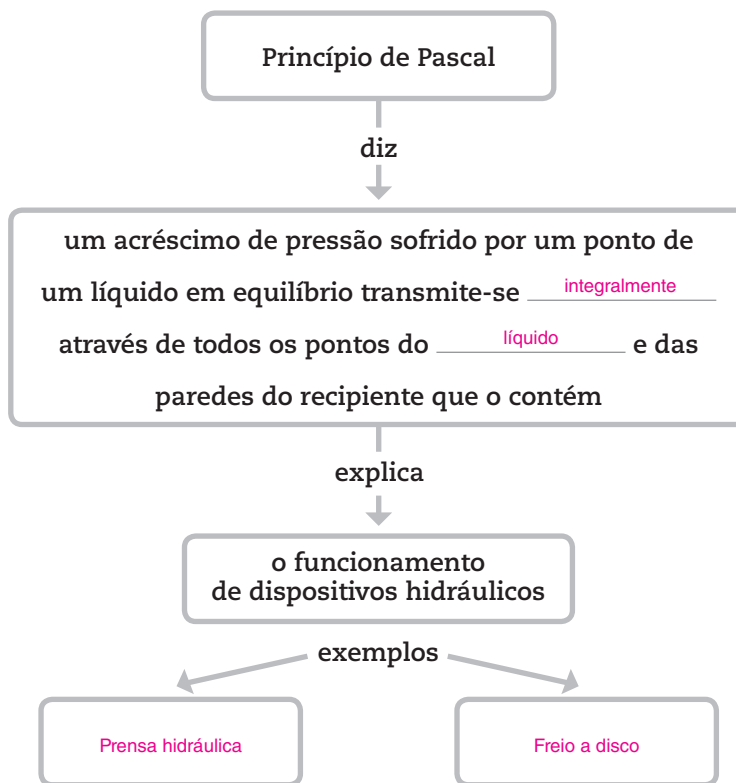 Princípio de Pascal
diz
um acréscimo de pressão sofrido por um ponto de
um líquido em equilíbrio transmite-se integralmente
através de todos os pontos do líquido e das
paredes do recipiente que o contém
explica
o funcionamento
de dispositivos hidráulicos
exemplos
Prensa hidráulica
Freio a disco